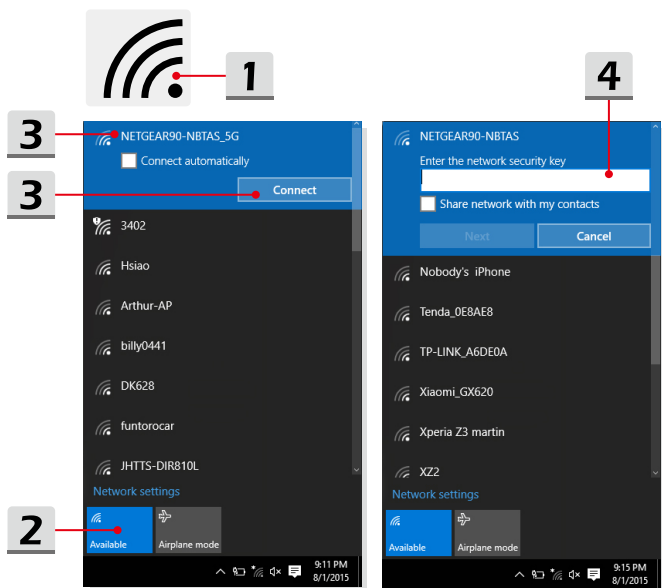 1
4
3
NETGEAR90-NBTAS_5G
Connect automatically
3
Connect
3402
Hsiao
Arthur-AP
billy0441
DK628
funtorocar
JHTTS-DIR810L
Network settings
2
Available
Airplane mode
9:11 PM
8/1/2015
NETGEAR90-NBTAS
Enter the network security key
Share network with my contacts
Next
Cancel
Nobody's iPhone
Tenda_0E8AE8
TP-LINK_A6DE0A
Xiaomi_GX620
Xperia Z3 martin
XZ2
Network settings
Available
Airplane mode
9:15 PM
8/1/2015